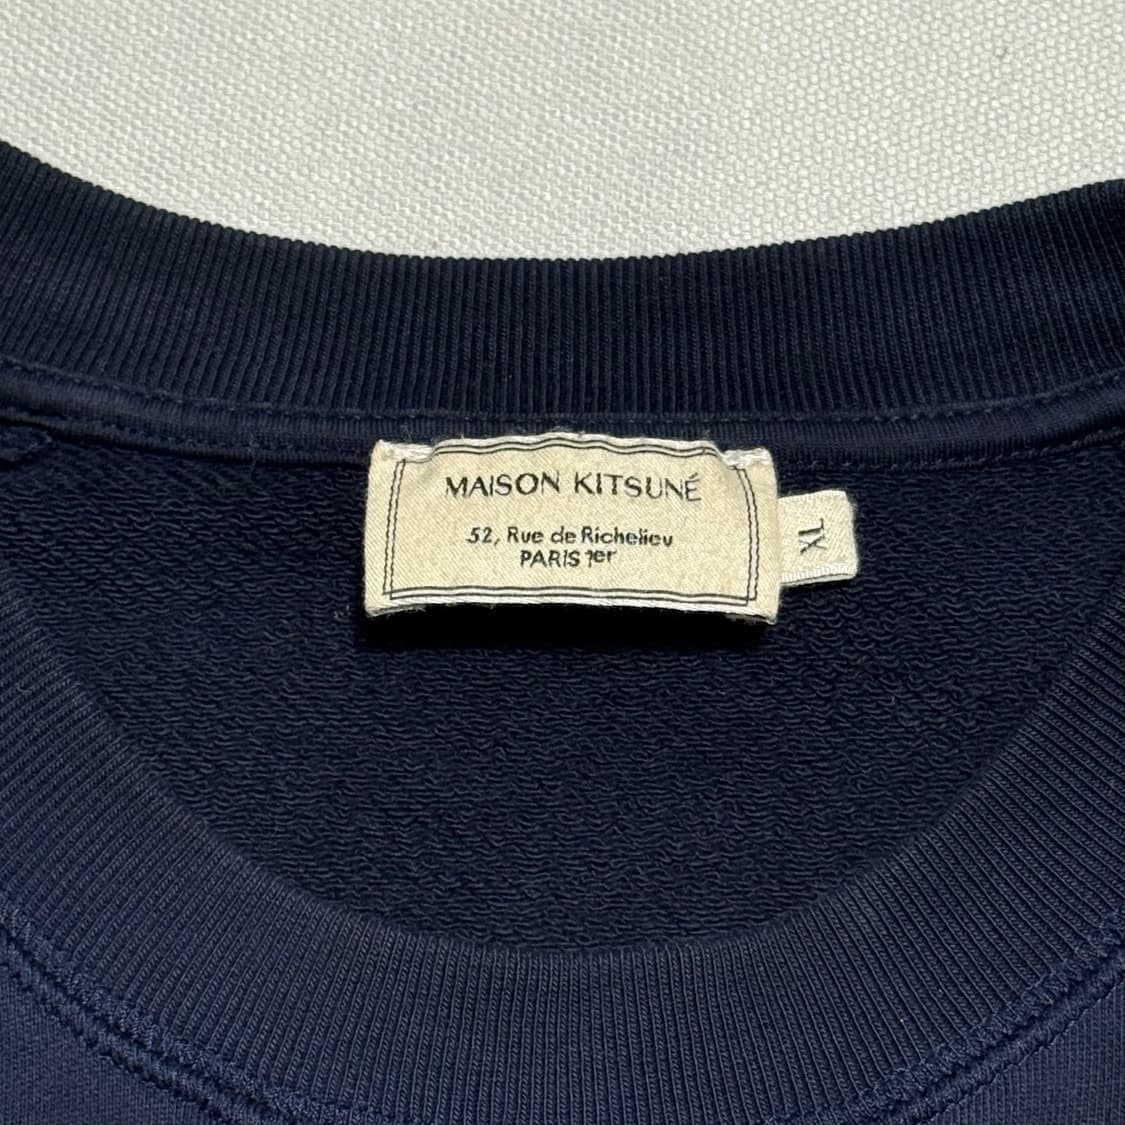 MAISON KITSUNÉ
52, Rue de Richelieu
PARIS 1er
XL